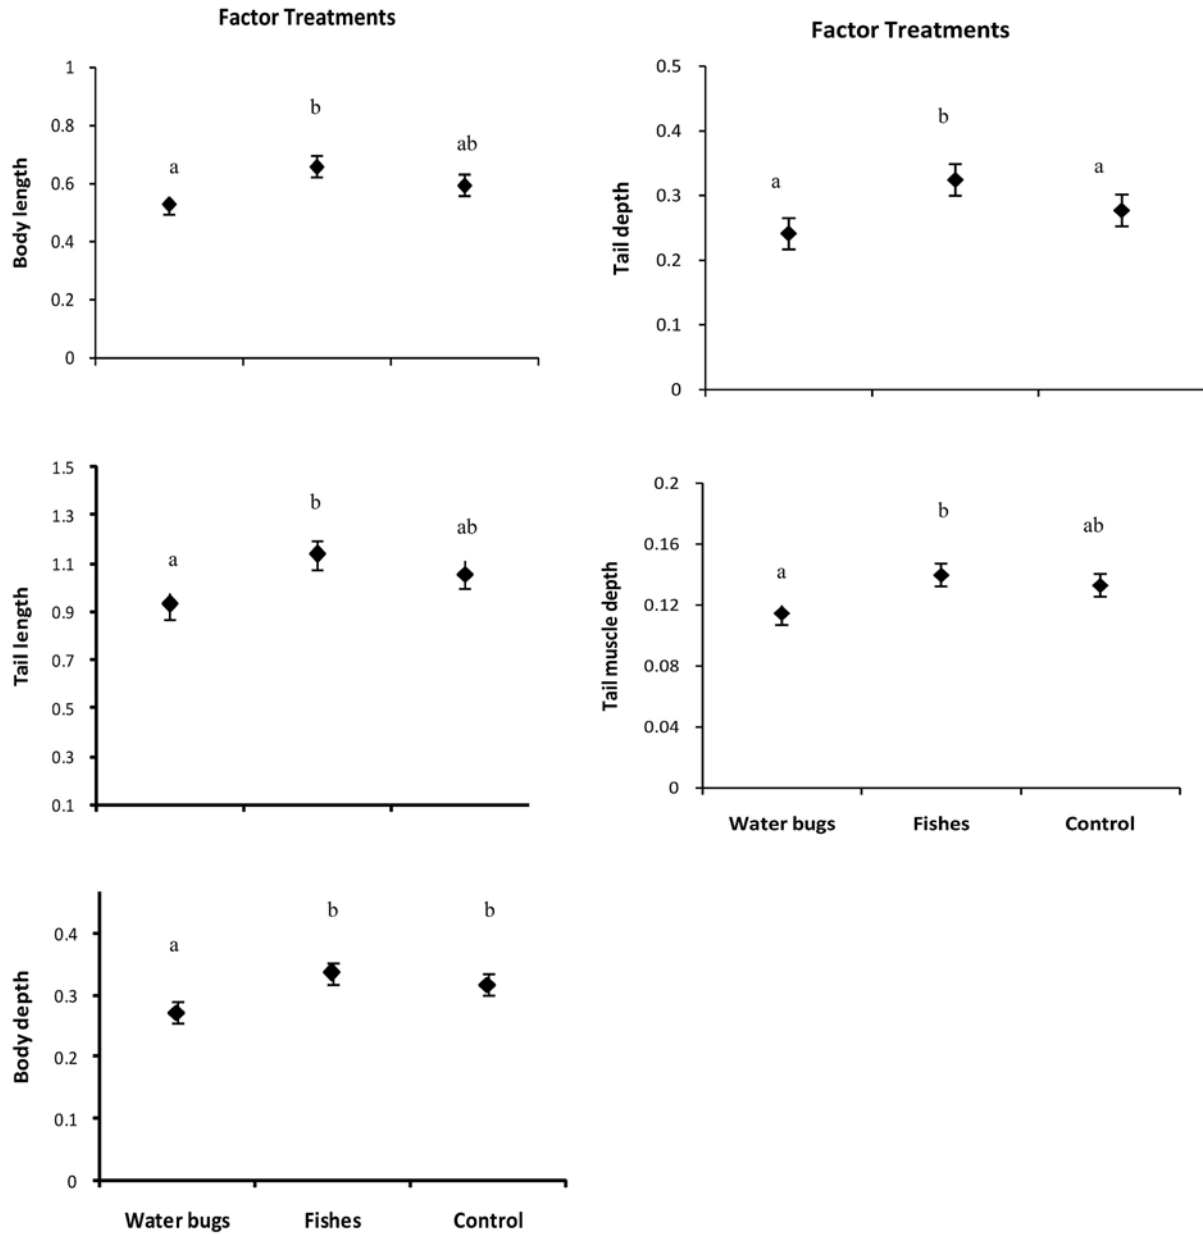 Factor Treatments
Body length
1
0.8
0.6
0.4
0.2
0
a
b
ab
Factor Treatments
Tail depth
0.5
0.4
0.3
0.2
0.1
0
a
b
a
Tail length
1.5
1.3
1.1
0.9
0.7
0.5
0.3
0.1
a
b
ab
Tail muscle depth
0.2
0.16
0.12
0.08
0.04
0
a
b
ab
Water bugs Fishes Control
Body depth
0.4
0.3
0.2
0.1
0
a
b
b
Water bugs Fishes Control